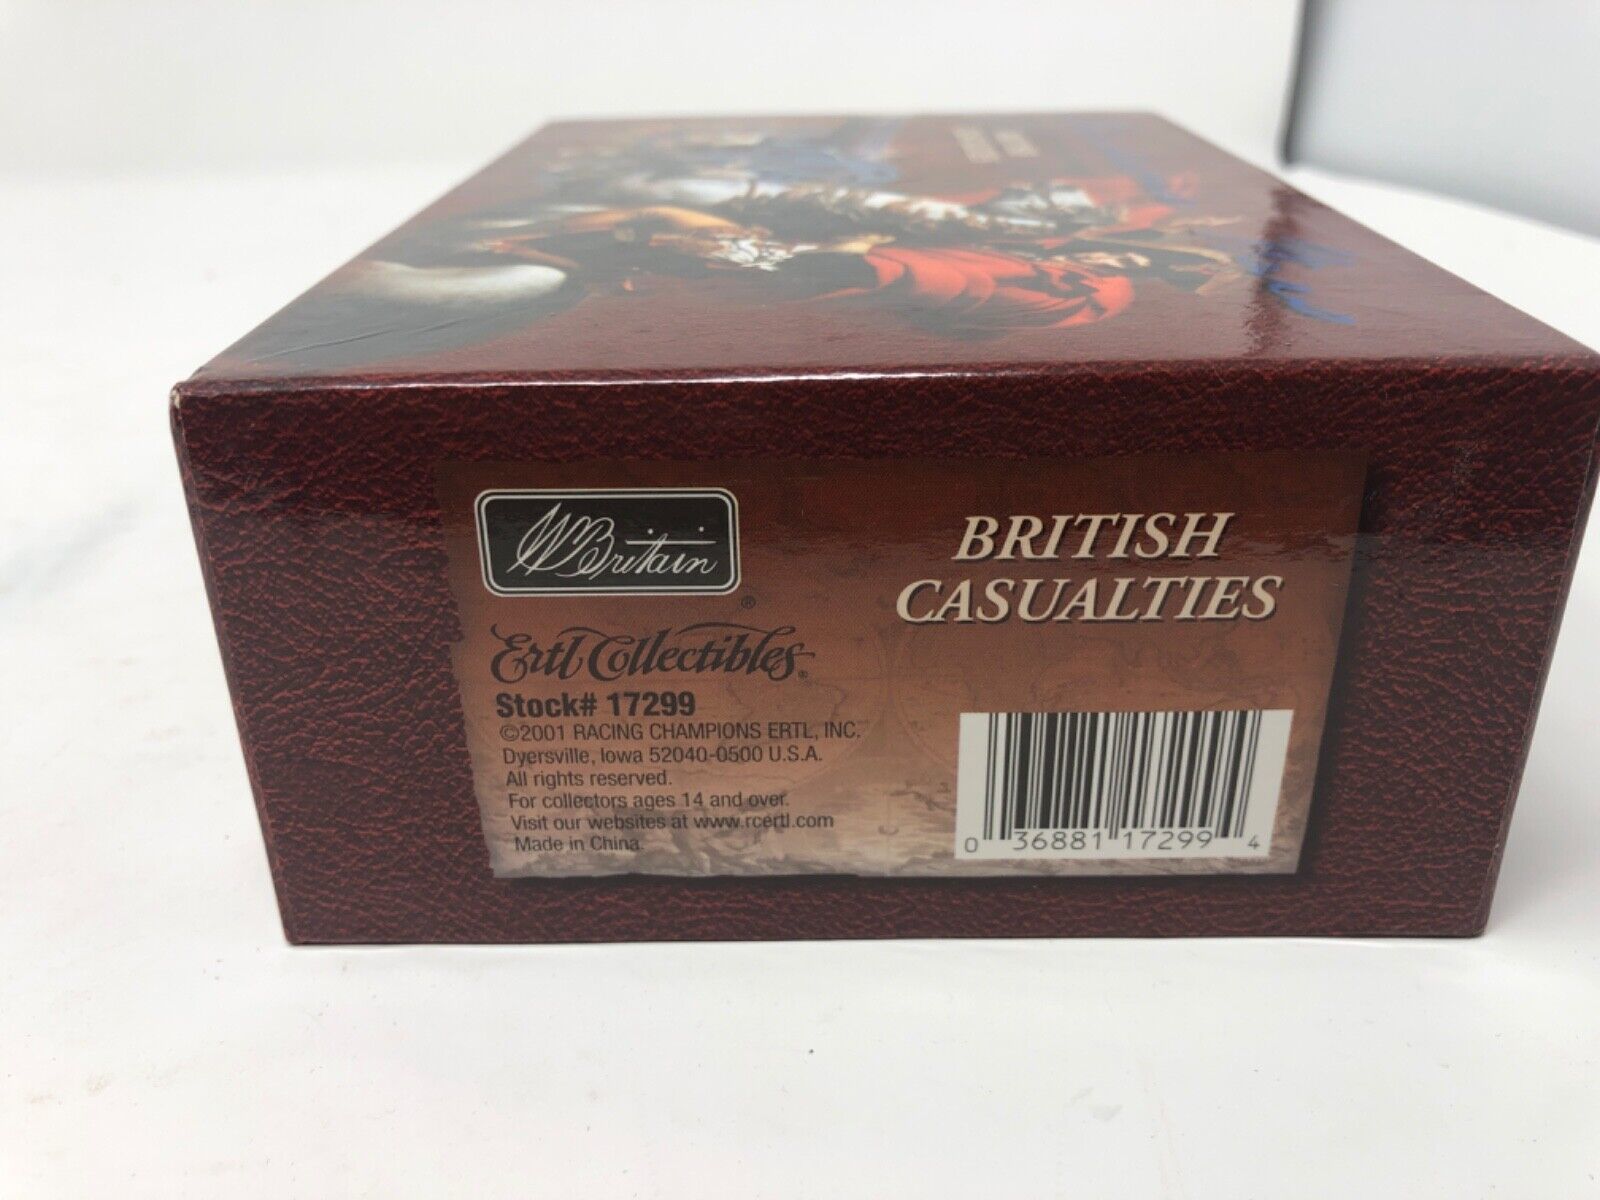 WBritain
®
Ertl Collectibles®
Stock# 17299
©2001 RACING CHAMPIONS ERTL, INC.
Dyersville, Iowa 52040-0500 U.S.A.
All rights reserved.
For collectors ages 14 and over.
Visit our websites at www.rcertl.com
Made in China.
BRITISH
CASUALTIES
0 36881 17299 4